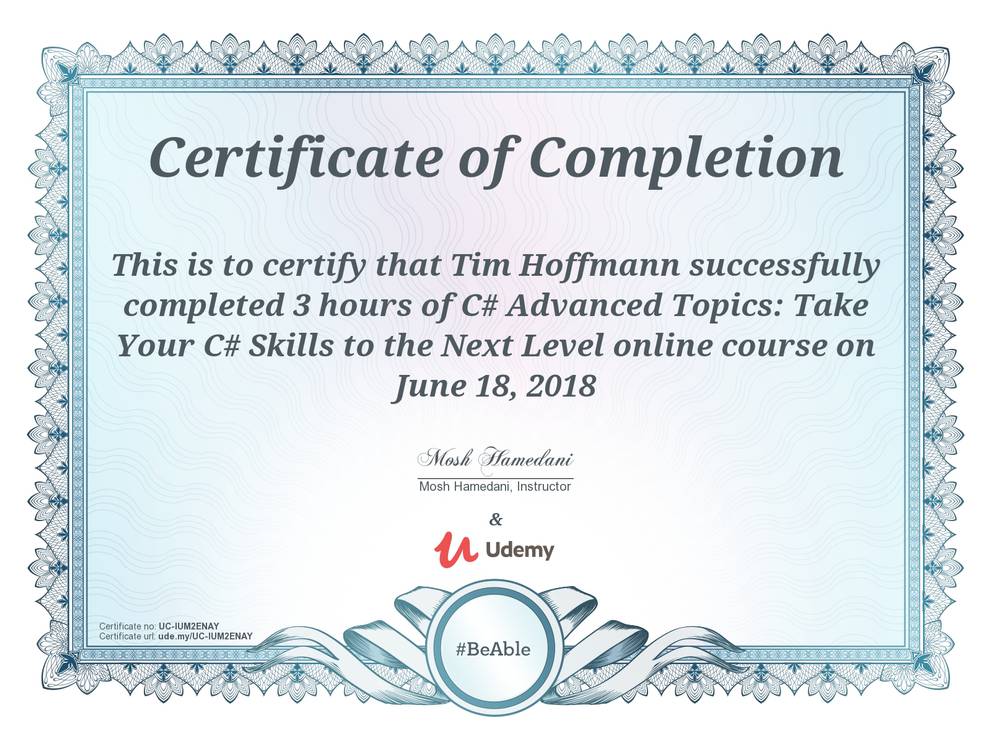 Certificate of Completion
This is to certify that Tim Hoffmann successfully
completed 3 hours of C# Advanced Topics: Take
Your C# Skills to the Next Level online course on
June 18, 2018
Mosh Hamedani
Mosh Hamedani, Instructor
&
Udemy
Certificate no: UC-IUM2ENAY
Certificate url: ude.my/UC-IUM2ENAY
#BeAble